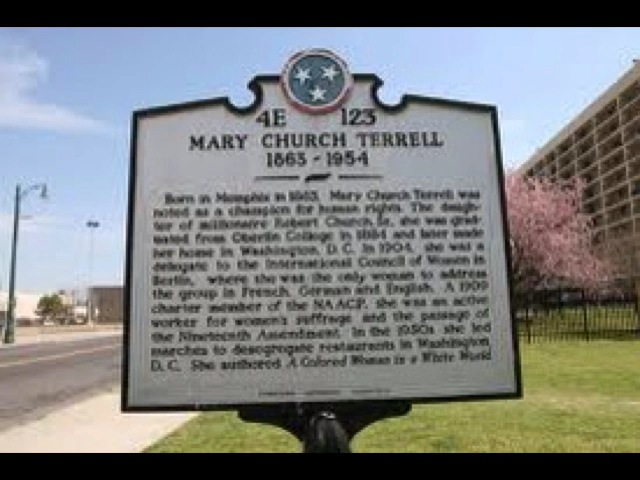 4E 123
MARY CHURCH TERRELL
1863 - 1954
Born in Memphis in 1863, Mary Church Terrell was
noted as a champion for human rights. The daugh-
ter of millionaire Robert Church, Sr., she was grad-
uated from Oberlin College in 1884 and later made
her home in Washington, D. C. In 1904, she was a
delegate to the International Council of Women in
Berlin, where she was the only woman to address
the group in French, German and English. A 1909
charter member of the NAACP, she was an active
worker for women's suffrage and the passage of
the Nineteenth Amendment. In the 1950s she led
marches to desegregate restaurants in Washington
D. C. She authored A Colored Woman in a White World